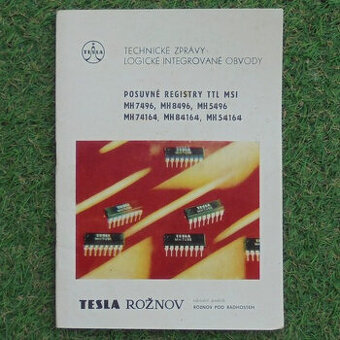 TESLA
TECHNICKÉ ZPRÁVY
LOGICKÉ INTEGROVANÉ OBVODY
POSUVNÉ REGISTRY TTL MSI
MH7496, MH8496, MH5496
MH74164, MH84164, MH54164
TESLA ROŽNOV
ROŽNOV POD RADHOŠTĚM